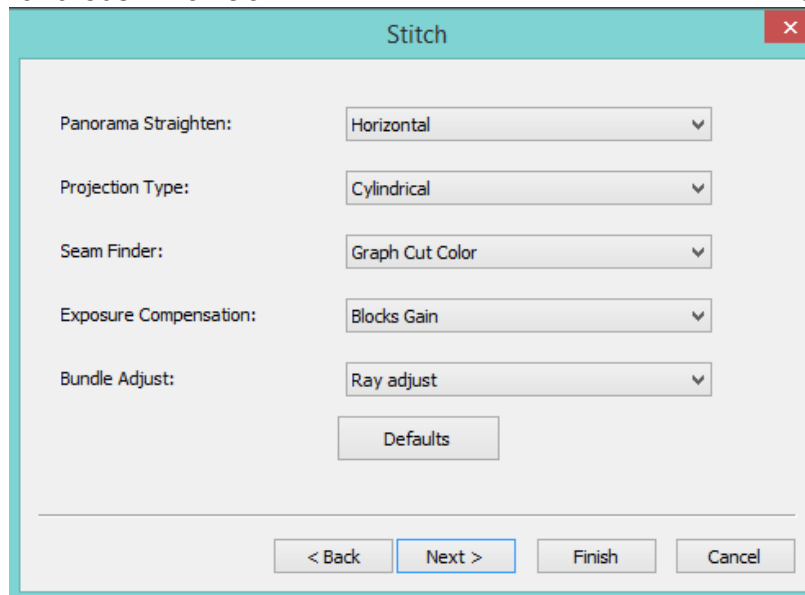 Stitch
Panorama Straighten: Horizontal
Projection Type: Cylindrical
Seam Finder: Graph Cut Color
Exposure Compensation: Blocks Gain
Bundle Adjust: Ray adjust
Defaults
< Back Next > Finish Cancel